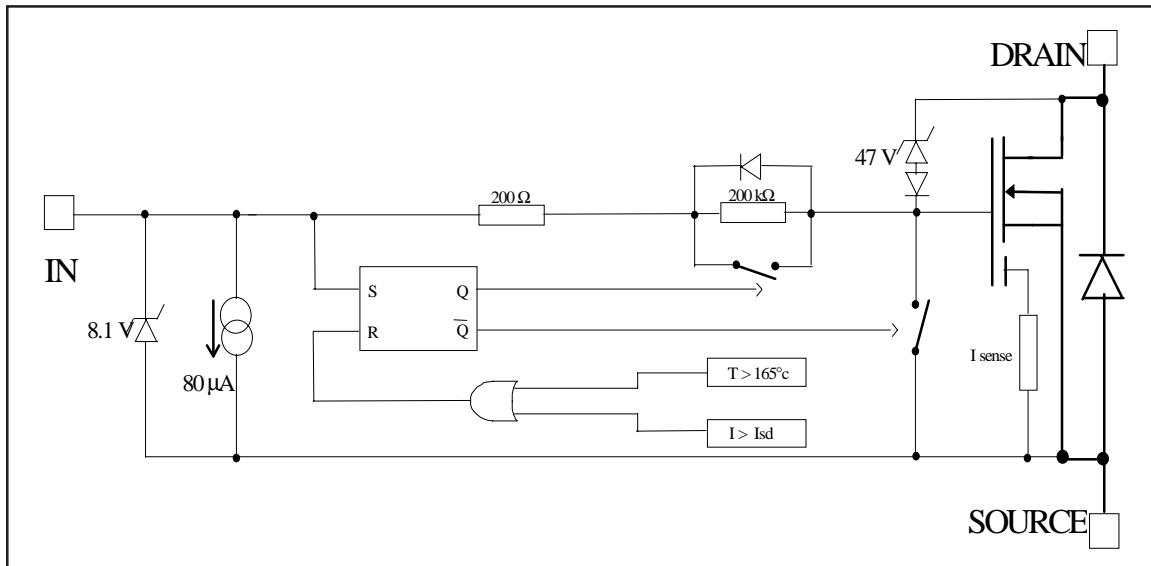 DRAIN
47 V
200 Ω
200 kΩ
IN
S
Q
R
Q̅
8.1 V
80 µA
I sense
T > 165°c
I > Isd
SOURCE